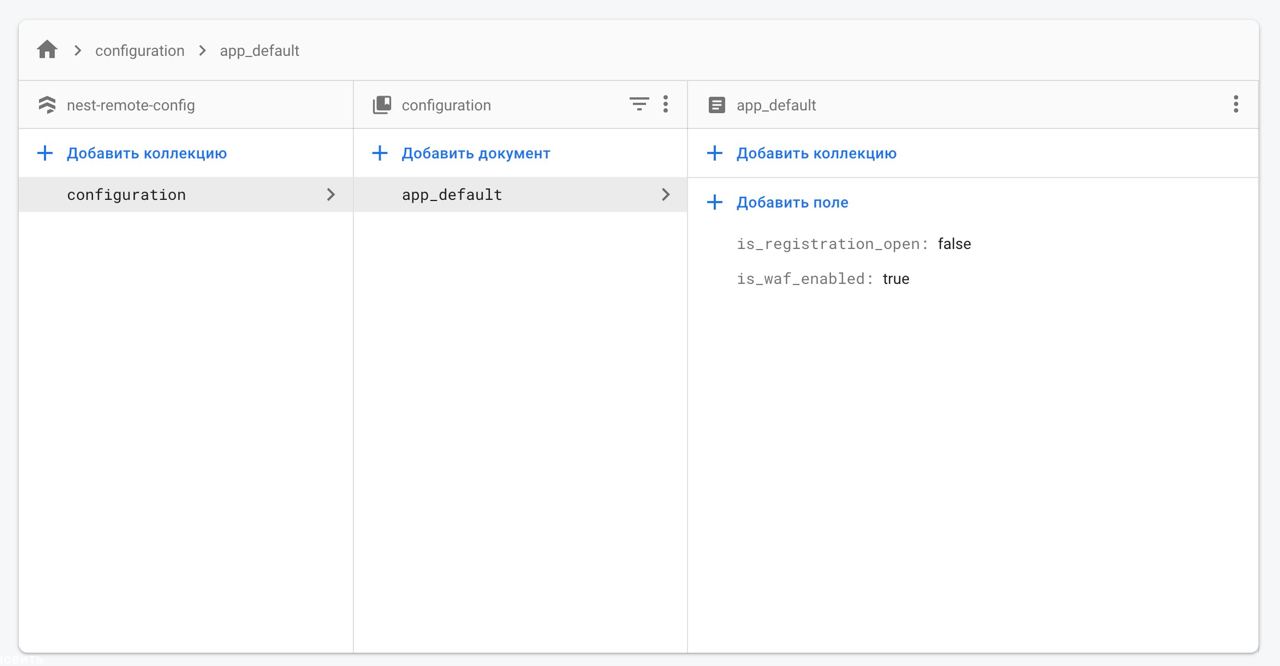 configuration app_default
nest-remote-config
configuration
app_default
Добавить коллекцию
Добавить документ
Добавить коллекцию
configuration
app_default
Добавить поле
is_registration_open: false
is_waf_enabled: true